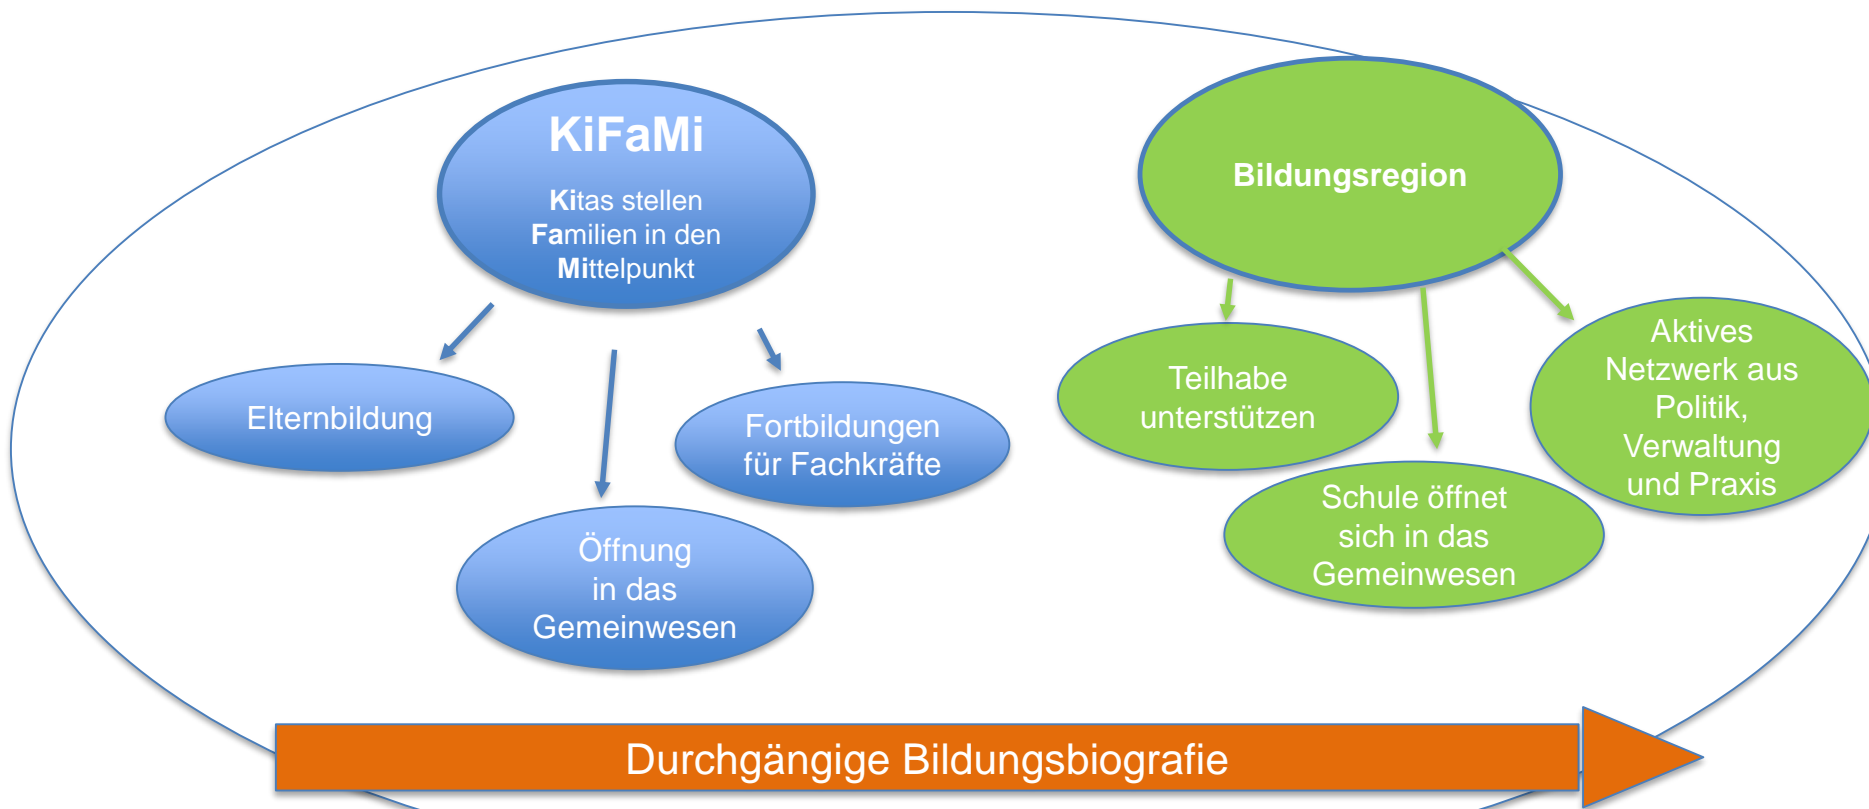 KiFaMi
Kitas stellen
Familien in den
Mittelpunkt
Elternbildung
Öffnung
in das
Gemeinwesen
Fortbildungen
für Fachkräfte
Bildungsregion
Teilhabe
unterstützen
Schule öffnet
sich in das
Gemeinwesen
Aktives
Netzwerk aus
Politik,
Verwaltung
und Praxis
Durchgängige Bildungsbiografie